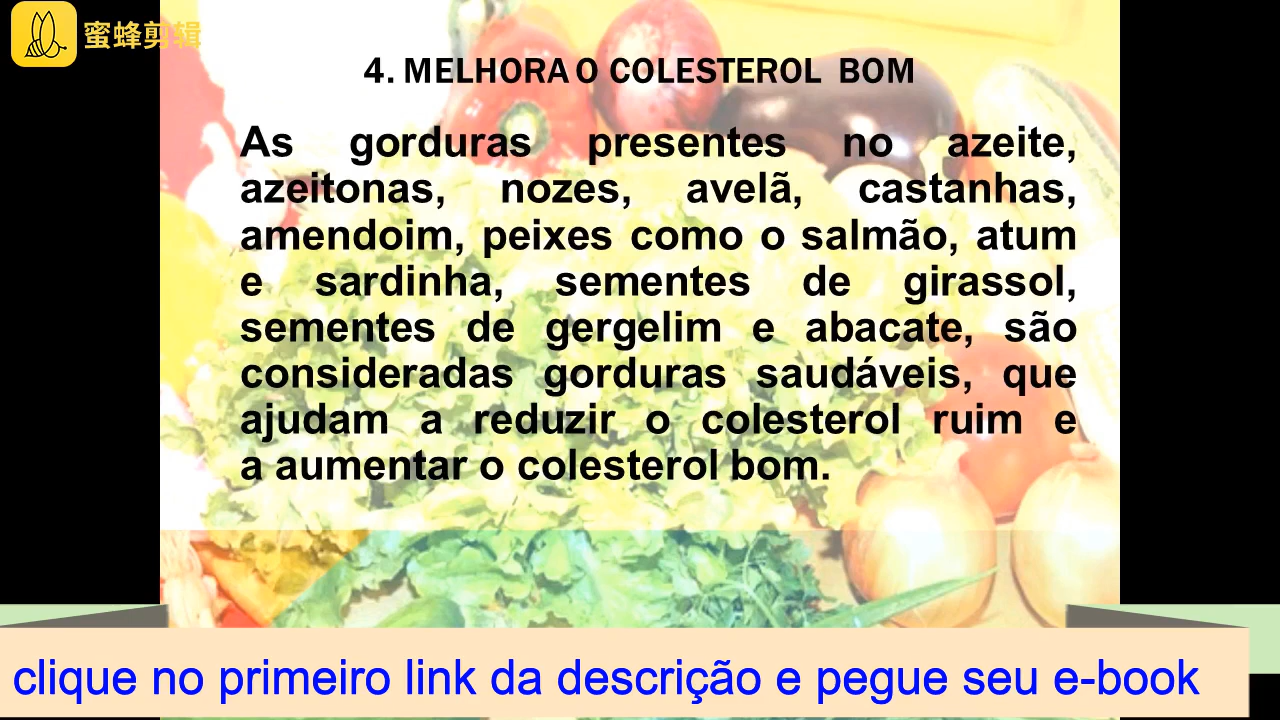 蜜蜂剪辑
4. MELHORA O COLESTEROL BOM
As gorduras presentes no azeite,
azeitonas, nozes, avelã, castanhas,
amendoim, peixes como o salmão, atum
e sardinha, sementes de girassol,
sementes de gergelim e abacate, são
consideradas gorduras saudáveis, que
ajudam a reduzir o colesterol ruim e
a aumentar o colesterol bom.
clique no primeiro link da descrição e pegue seu e-book